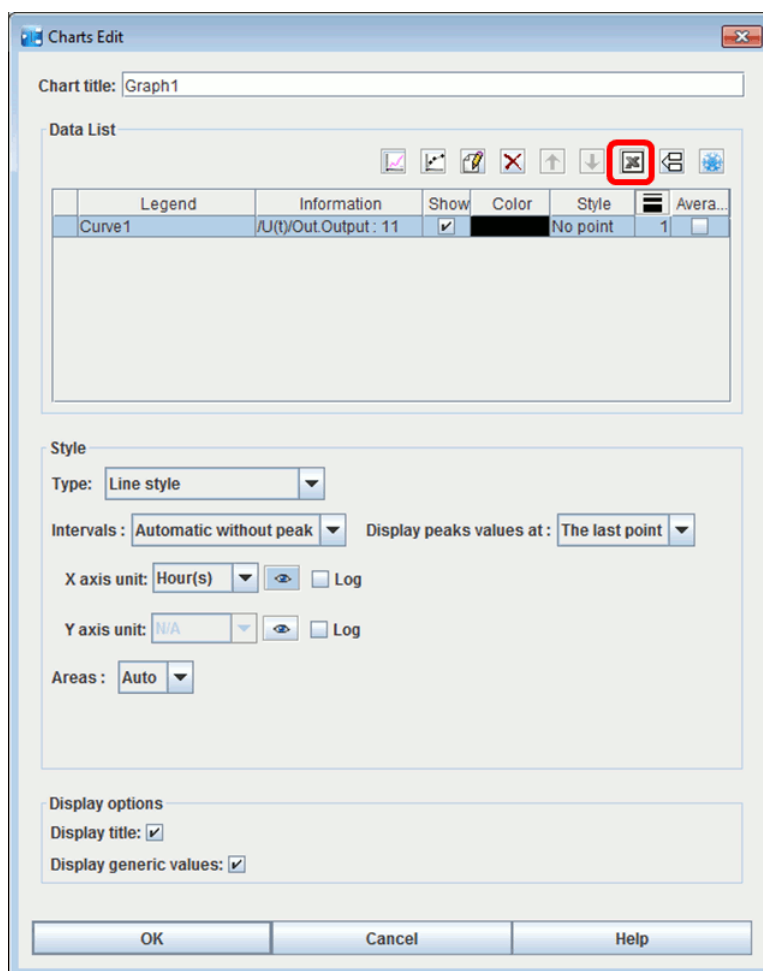 Charts Edit
Chart title: Graph1
Data List
Legend Information Show Color Style Avera...
Curve1 /U(t)/Out.Output : 11 No point 1
Style
Type: Line style
Intervals : Automatic without peak Display peaks values at : The last point
X axis unit: Hour(s) Log
Y axis unit: N/A Log
Areas : Auto
Display options
Display title:
Display generic values:
OK Cancel Help